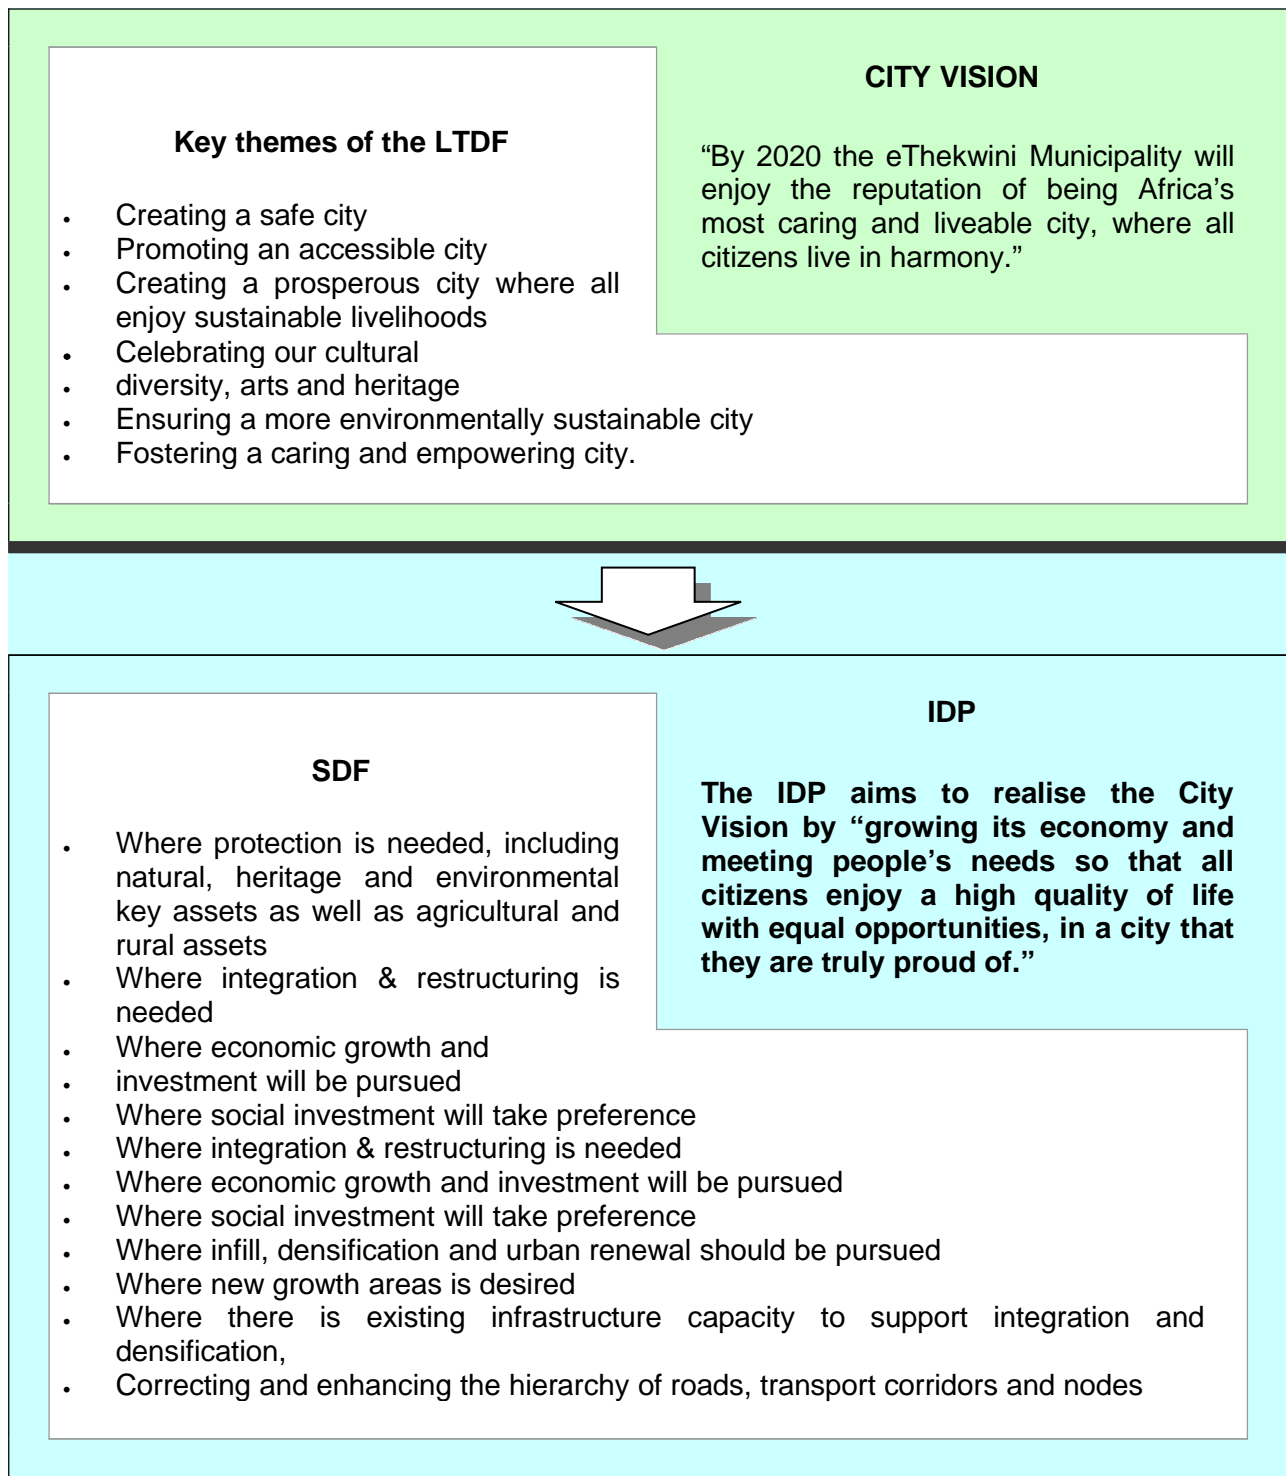 Key themes of the LTDF
• Creating a safe city
• Promoting an accessible city
• Creating a prosperous city where all
enjoy sustainable livelihoods
• Celebrating our cultural
• diversity, arts and heritage
• Ensuring a more environmentally sustainable city
• Fostering a caring and empowering city.
CITY VISION
“By 2020 the eThekwini Municipality will
enjoy the reputation of being Africa’s
most caring and liveable city, where all
citizens live in harmony.”
SDF
• Where protection is needed, including
natural, heritage and environmental
key assets as well as agricultural and
rural assets
• Where integration & restructuring is
needed
• Where economic growth and
• investment will be pursued
• Where social investment will take preference
• Where integration & restructuring is needed
• Where economic growth and investment will be pursued
• Where social investment will take preference
• Where infill, densification and urban renewal should be pursued
• Where new growth areas is desired
• Where there is existing infrastructure capacity to support integration and
densification,
• Correcting and enhancing the hierarchy of roads, transport corridors and nodes
IDP
The IDP aims to realise the City
Vision by “growing its economy and
meeting people’s needs so that all
citizens enjoy a high quality of life
with equal opportunities, in a city that
they are truly proud of.”